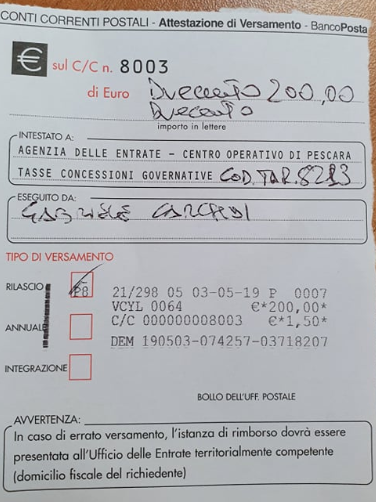 CONTI CORRENTI POSTALI - Attestazione di Versamento - BancoPosta
€ sul C/C n. 8003
di Euro Duecento 200,00
Duecento
importo in lettere
INTESTATO A:
AGENZIA DELLE ENTRATE - CENTRO OPERATIVO DI PESCARA
TASSE CONCESSIONI GOVERNATIVE COD.TAR.8213
ESEGUITO DA:
TIPO DI VERSAMENTO
RILASCIO
21/298 05 03-05-19 P 0007
VCYL 0064 €*200,00*
ANNUALE
C/C 000000008003 €*1,50*
DEM 190503-074257-03718207
INTEGRAZIONE
BOLLO DELL'UFF. POSTALE
AVVERTENZA:
In caso di errato versamento, l'istanza di rimborso dovrà essere
presentata all'Ufficio delle Entrate territorialmente competente
(domicilio fiscale del richiedente)